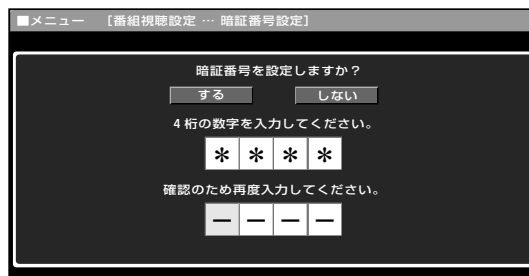 ■メニュー ［番組視聴設定 … 暗証番号設定］
暗証番号を設定しますか？
する しない
4桁の数字を入力してください。
＊ ＊ ＊ ＊
確認のため再度入力してください。
－ － － －